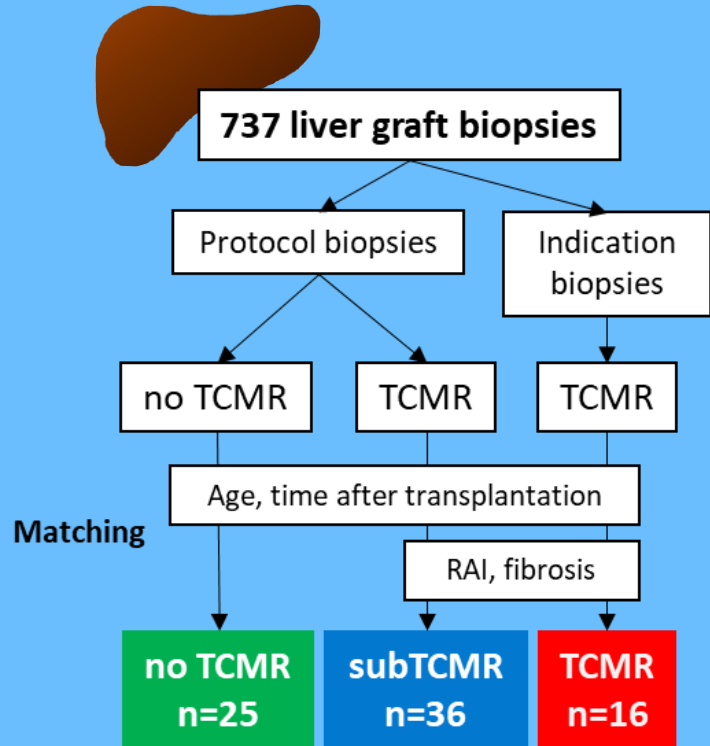 737 liver graft biopsies
Protocol biopsies
Indication
biopsies
no TCMR
TCMR
TCMR
Age, time after transplantation
Matching
RAI, fibrosis
no TCMR
n=25
subTCMR
n=36
TCMR
n=16